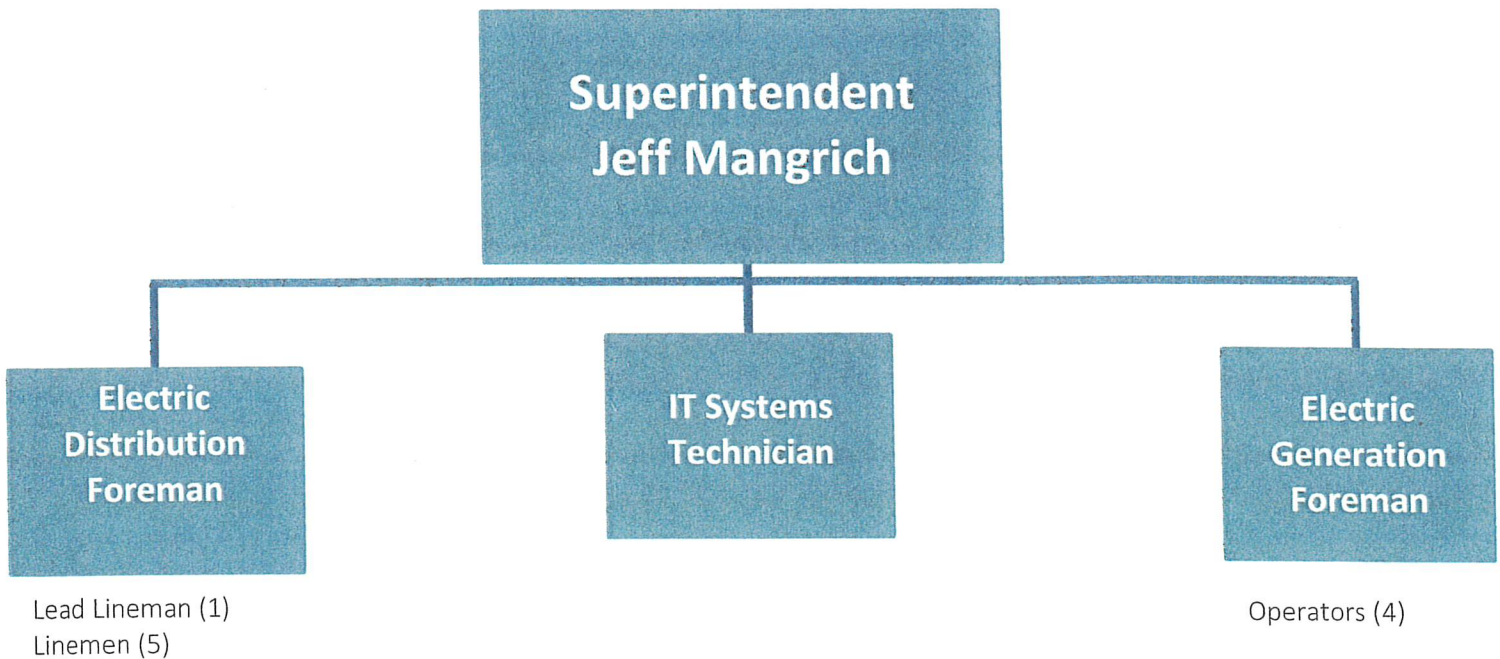 Superintendent
Jeff Mangrich
Electric
Distribution
Foreman
IT Systems
Technician
Electric
Generation
Foreman
Lead Lineman (1)
Linemen (5)
Operators (4)